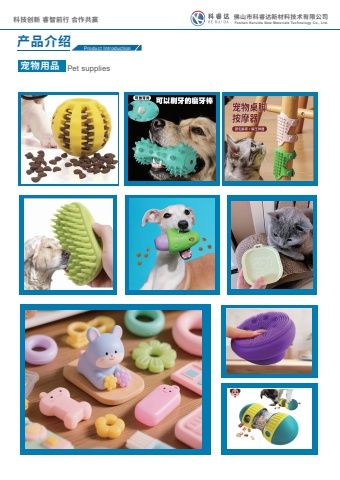 科技创新 睿智前行 合作共赢
科睿达
KE RUI DA
佛山市科睿达新材料技术有限公司
Foshan Keruida New Materials Technology Co., Ltd.
产品介绍
Product introduction
宠物用品
Pet supplies
可以刷牙的磨牙棒
宠物桌脚
按摩器